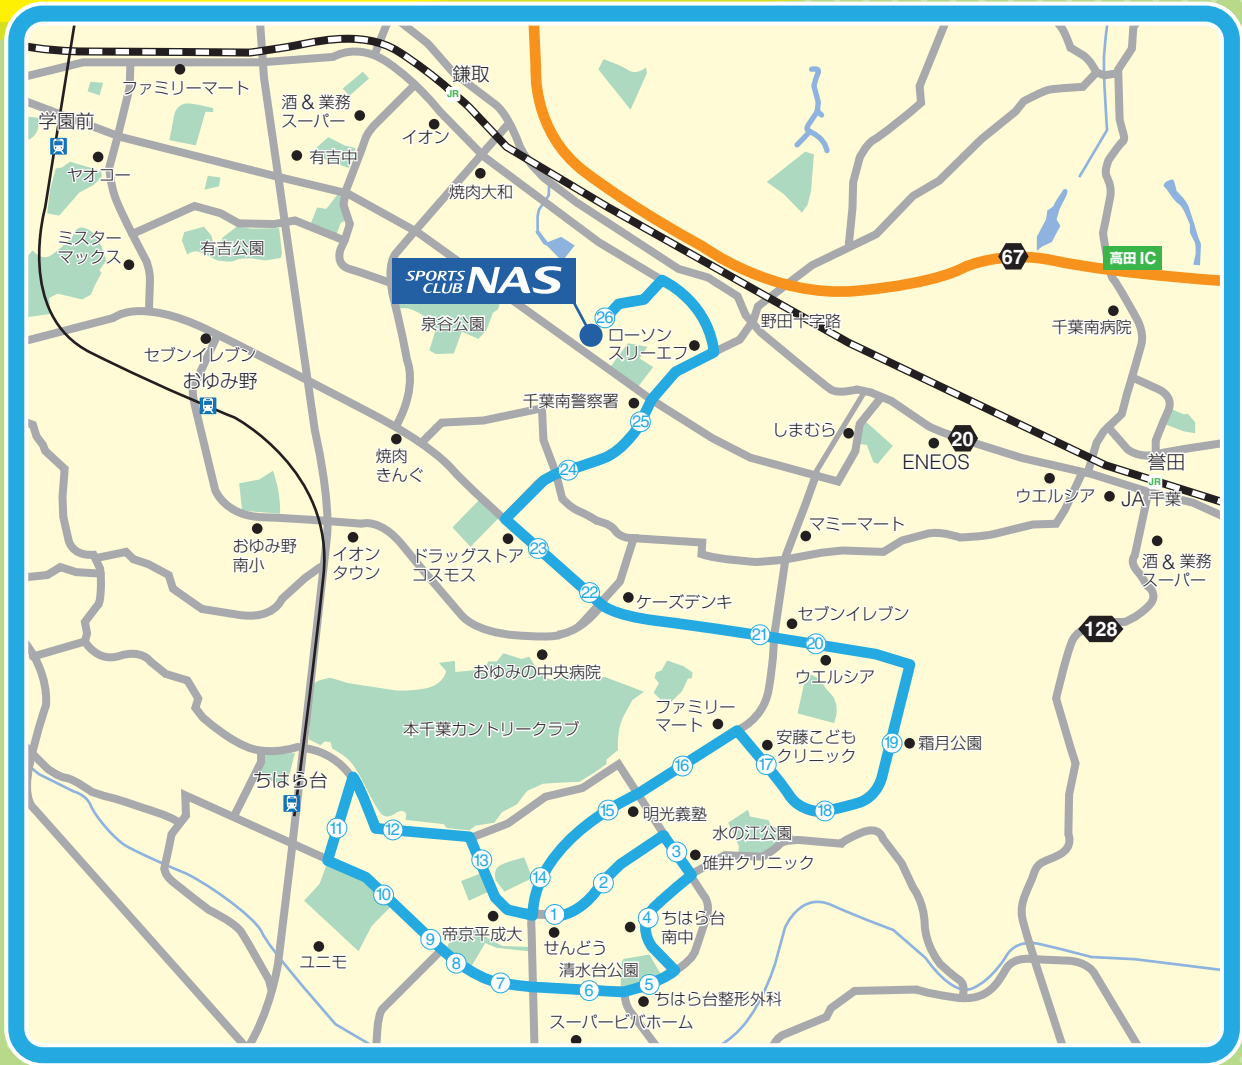 鎌取
JR
ファミリーマート
酒 & 業務
スーパー
イオン
学園前
有吉中
ヤオコー
焼肉大和
ミスター
マックス
有吉公園
67
高田 IC
SPORTS
CLUB
NAS
泉谷公園
26
ローソン
スリーエフ
野田十字路
千葉南病院
セブンイレブン
おゆみ野
千葉南警察署
25
しまむら
20
ENEOS
焼肉
きんぐ
24
誉田
JR
ウエルシア
JA 千葉
おゆみ野
南小
イオン
タウン
ドラッグストア
コスモス
23
マミーマート
酒 & 業務
スーパー
22
ケーズデンキ
セブンイレブン
21
20
128
おゆみの中央病院
ウエルシア
本千葉カントリークラブ
ファミリー
マート
安藤こども
クリニック
19
霜月公園
16
17
ちはら台
15
明光義塾
18
11
12
水の江公園
13
3
碓井クリニック
14
2
10
1
4
ちはら台
南中
9
帝京平成大
せんどう
ユニモ
8
清水台公園
7
6
5
ちはら台整形外科
スーパービバホーム